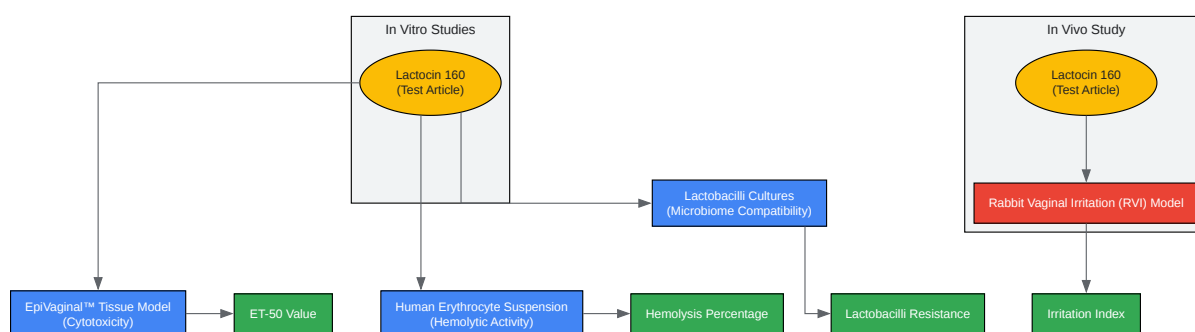 In Vitro Studies
In Vivo Study
Lactocin 160
(Test Article)
Lactocin 160
(Test Article)
Lactobacilli Cultures
(Microbiome Compatibility)
Rabbit Vaginal Irritation (RVI) Model
EpiVaginal™ Tissue Model
(Cytotoxicity)
ET-50 Value
Human Erythrocyte Suspension
(Hemolytic Activity)
Hemolysis Percentage
Lactobacilli Resistance
Irritation Index